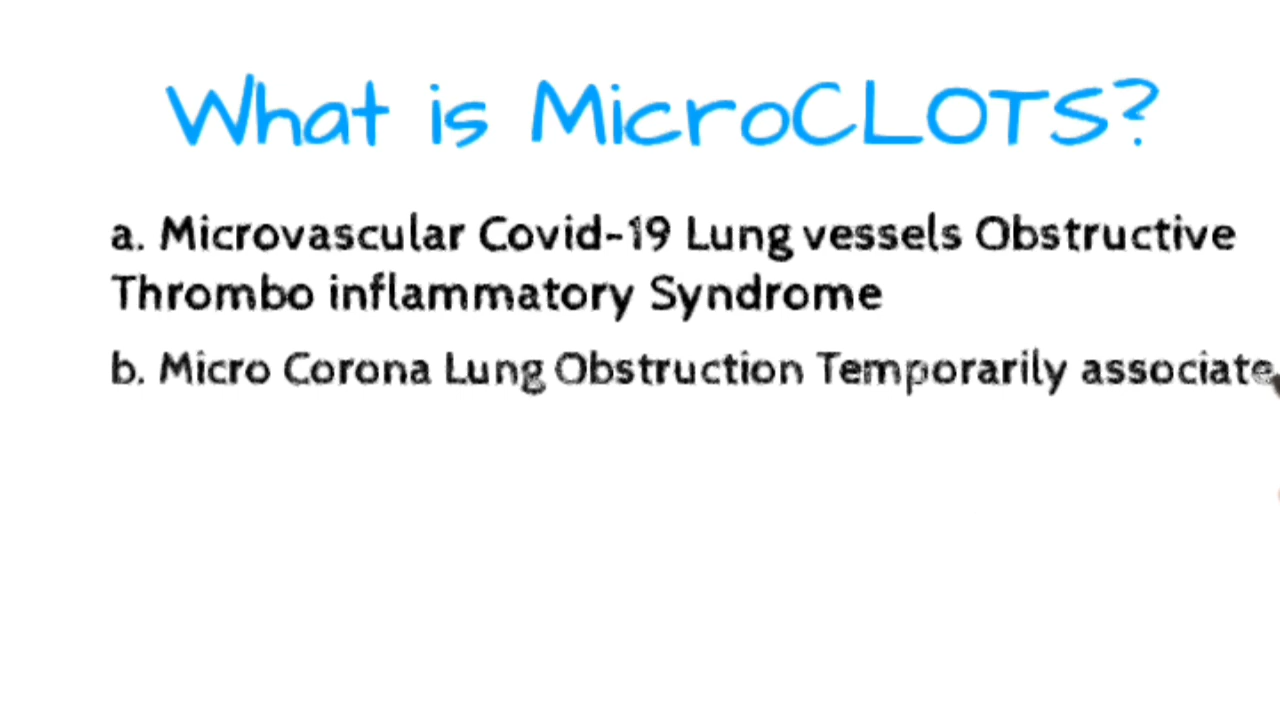 What is MicroCLOTS?
a. Microvascular Covid-19 Lung vessels Obstructive
Thrombo inflammatory Syndrome
b. Micro Corona Lung Obstruction Temporarily associate